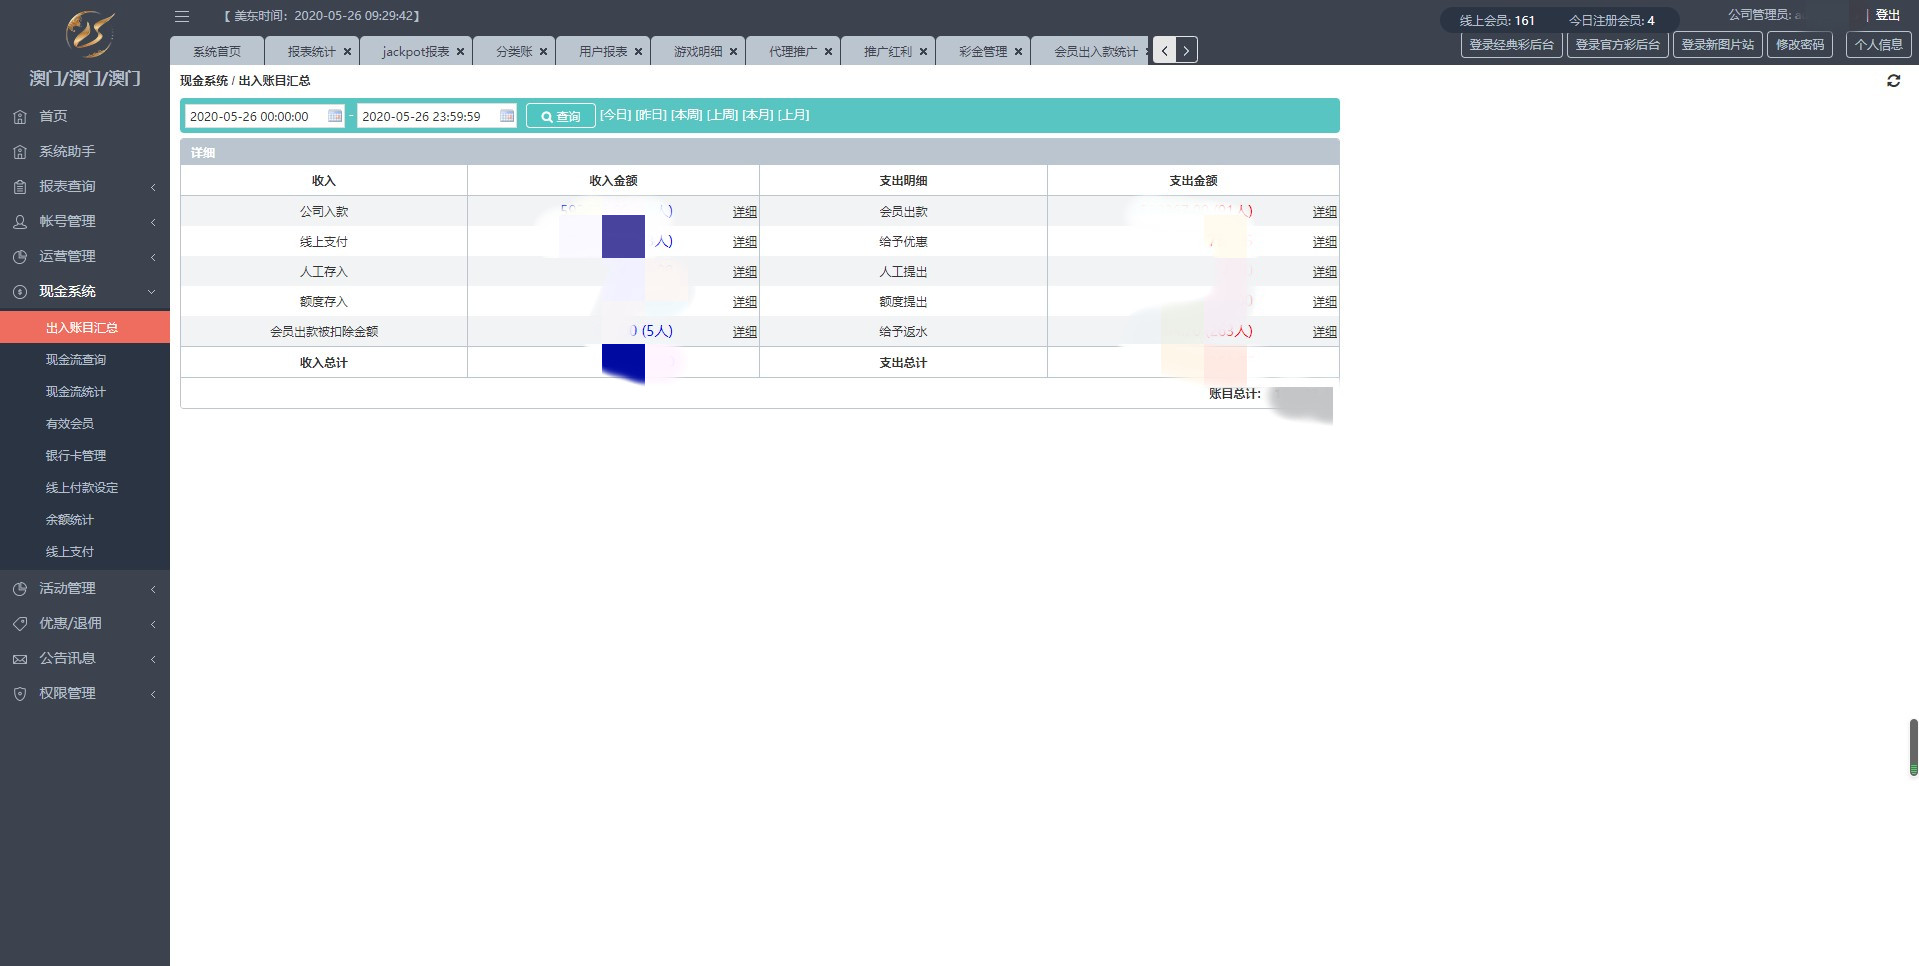 【 美东时间：2020-05-26 09:29:42】
线上会员: 161 今日注册会员: 4
公司管理员:
| 登出
登录经典彩后台 登录官方彩后台 登录新图片站 修改密码 个人信息
澳门/澳门/澳门
系统首页 报表统计 jackpot报表 分类账 用户报表 游戏明细 代理推广 推广红利 彩金管理 会员出入款统计
现金系统 / 出入账目汇总
2020-05-26 00:00:00 - 2020-05-26 23:59:59 查询 [今日] [昨日] [本周] [上周] [本月] [上月]
详细
收入 收入金额 支出明细 支出金额
公司入款 详细 会员出款 详细
线上支付 人) 详细 给予优惠 详细
人工存入 详细 人工提出 详细
额度存入 详细 额度提出 详细
会员出款被扣除金额 0 (5人) 详细 给予返水 详细
收入总计 支出总计
账目总计:
首页
系统助手
报表查询
帐号管理
运营管理
现金系统
出入账目汇总
现金流查询
现金流统计
有效会员
银行卡管理
线上付款设定
余额统计
线上支付
活动管理
优惠/退佣
公告讯息
权限管理